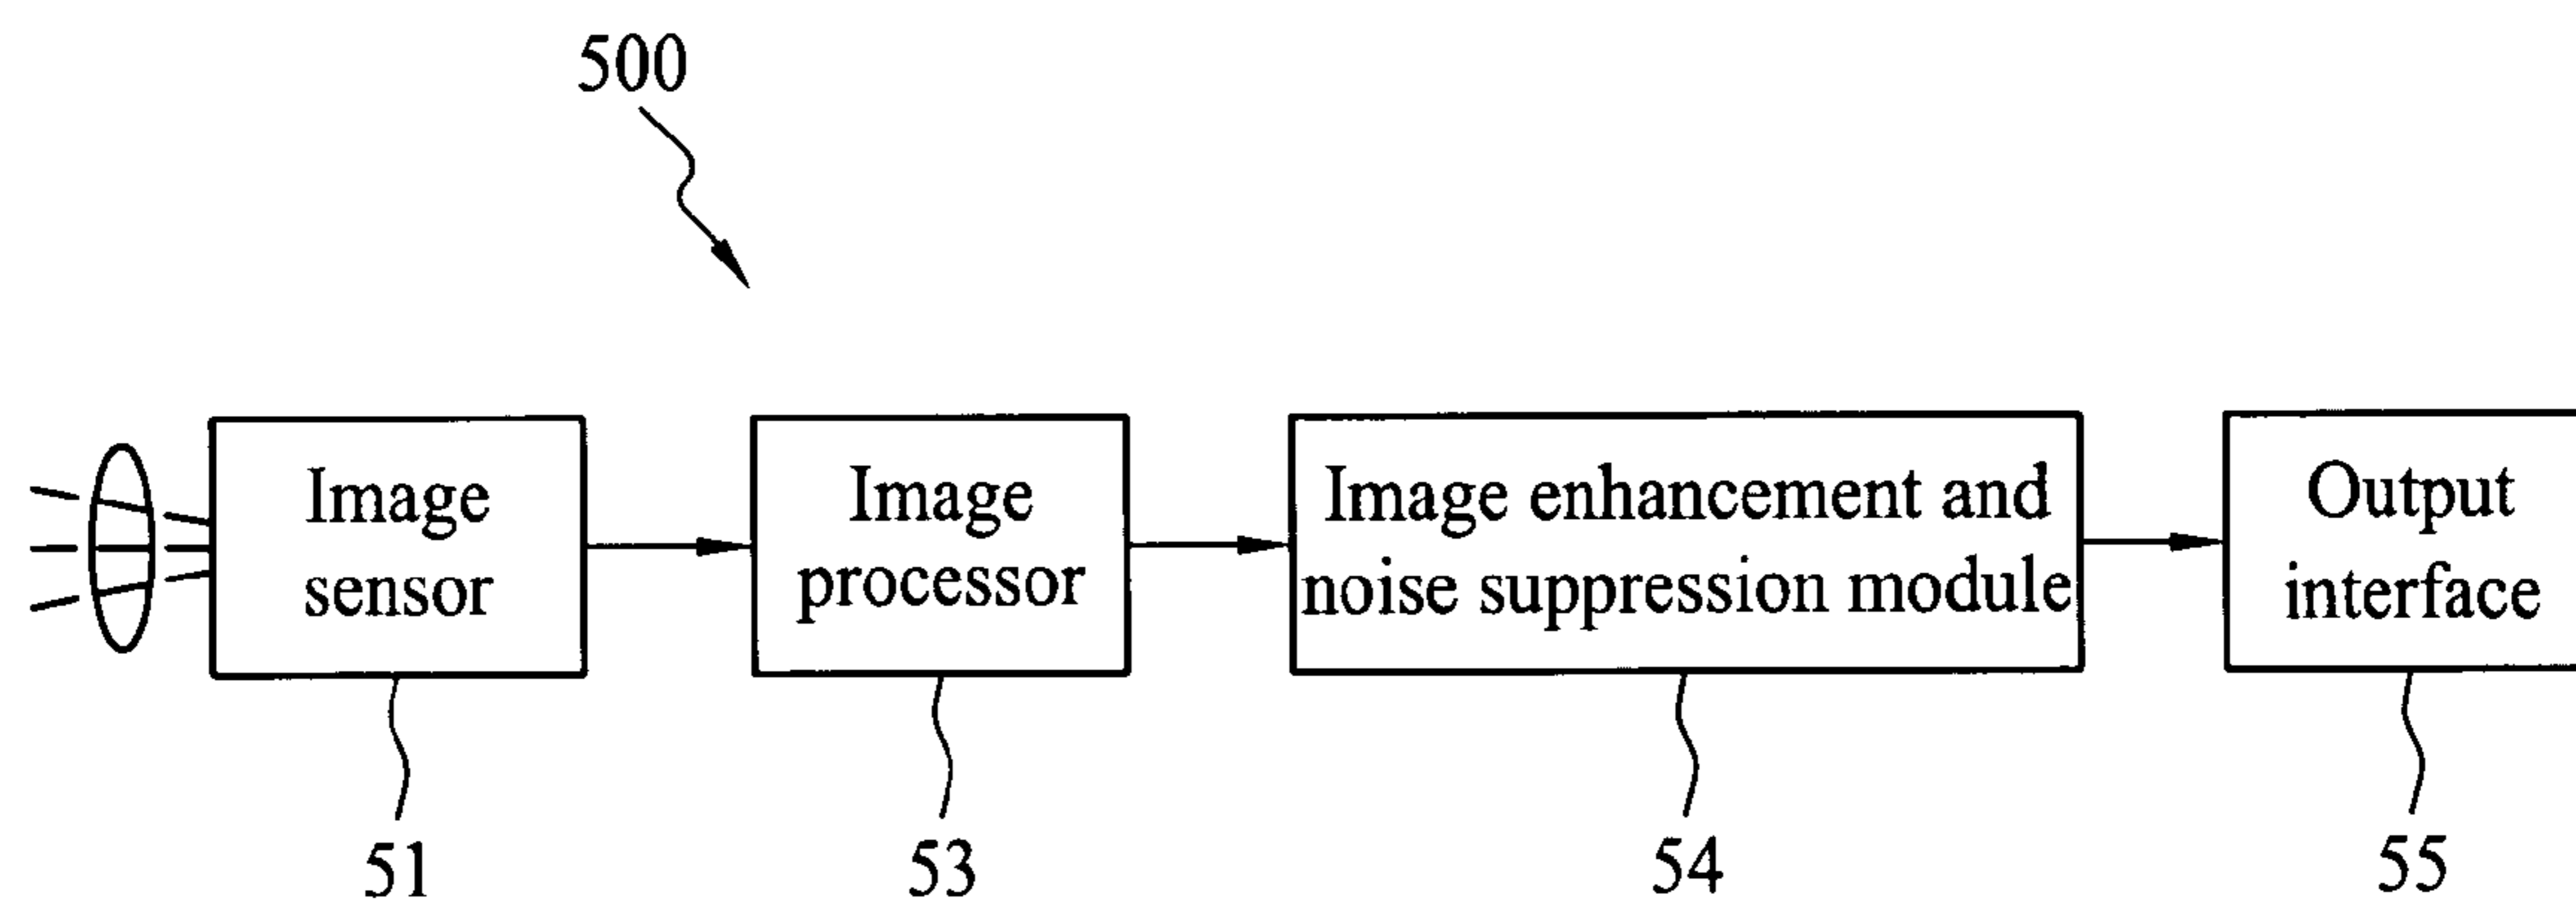 500
Image
sensor
Image
processor
Image enhancement and
noise suppression module
Output
interface
51
53
54
55